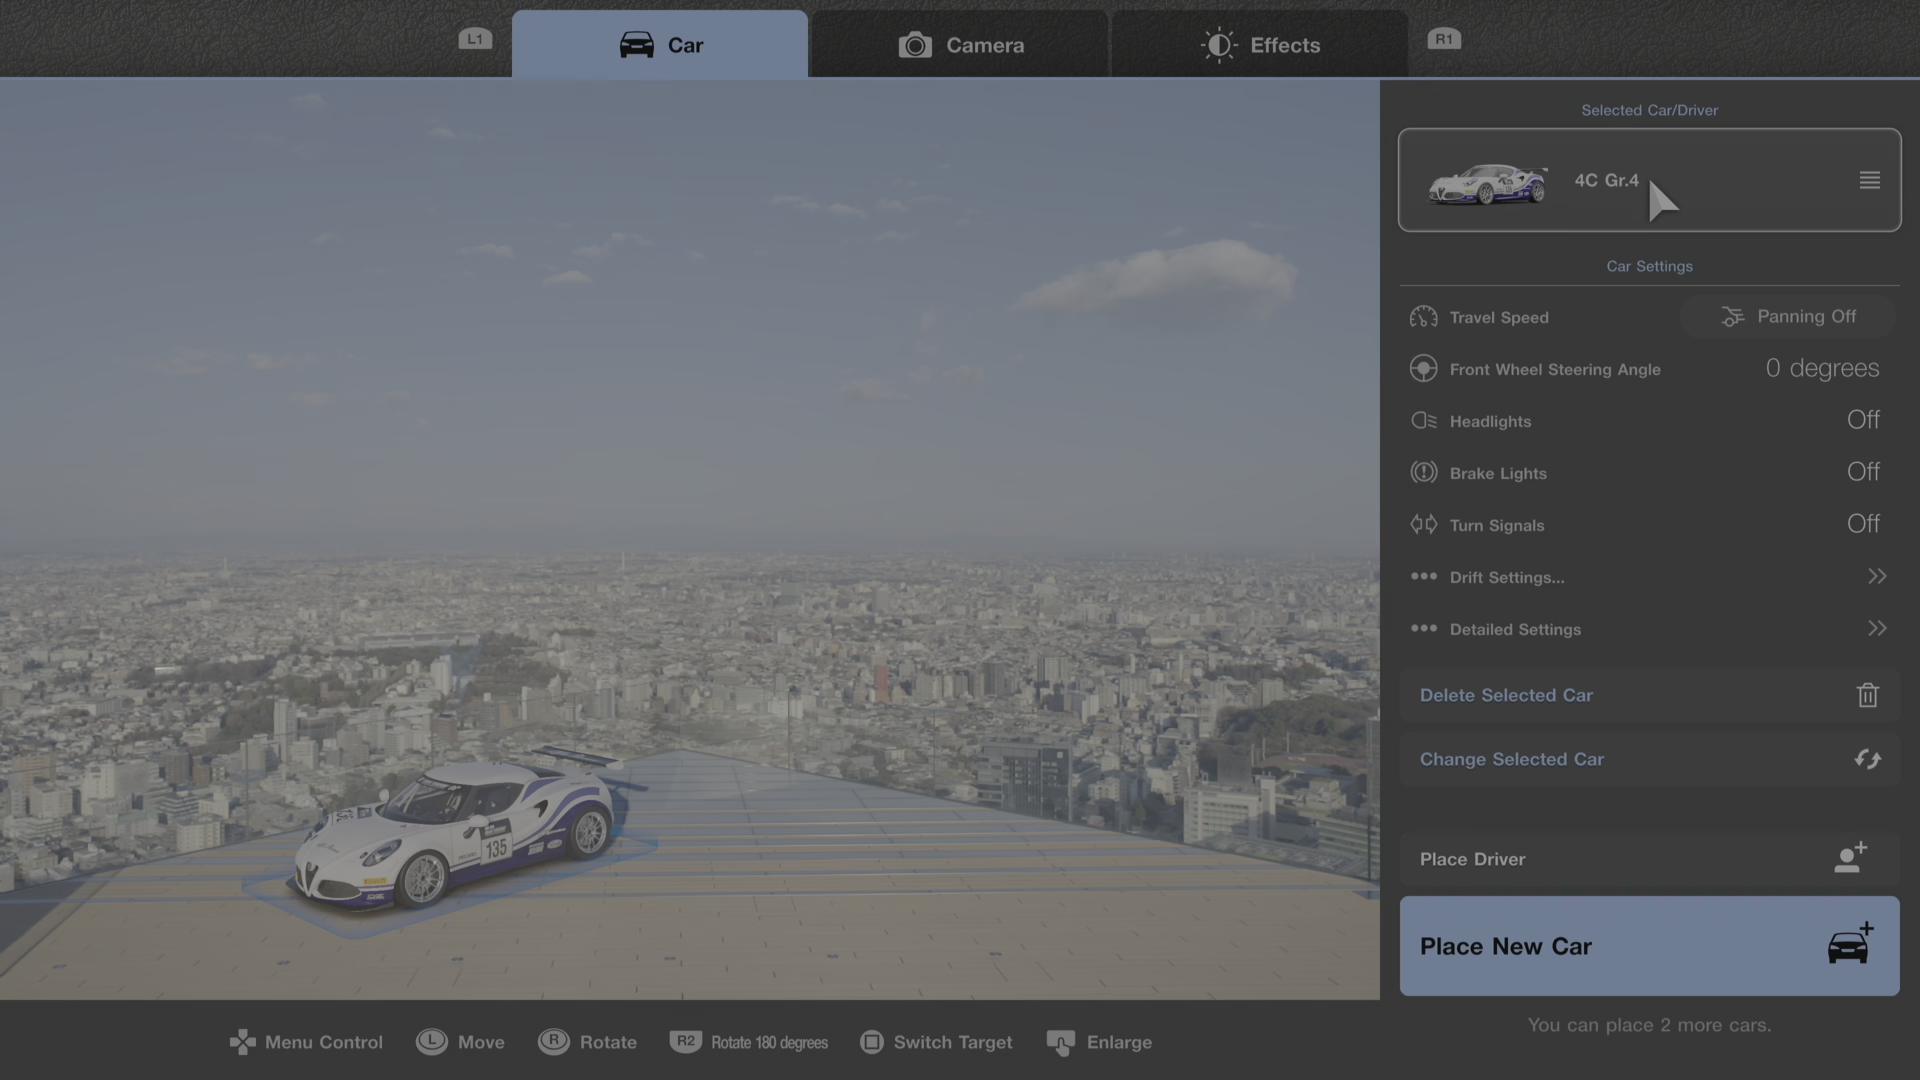 L1
Car
Camera
Effects
R1
Selected Car/Driver
4C Gr.4
Car Settings
Travel Speed
Panning Off
Front Wheel Steering Angle
0 degrees
Headlights
Off
Brake Lights
Off
Turn Signals
Off
Drift Settings...
Detailed Settings
Delete Selected Car
Change Selected Car
Place Driver
Place New Car
You can place 2 more cars.
135
Menu Control
L Move
R Rotate
R2 Rotate 180 degrees
Switch Target
Enlarge